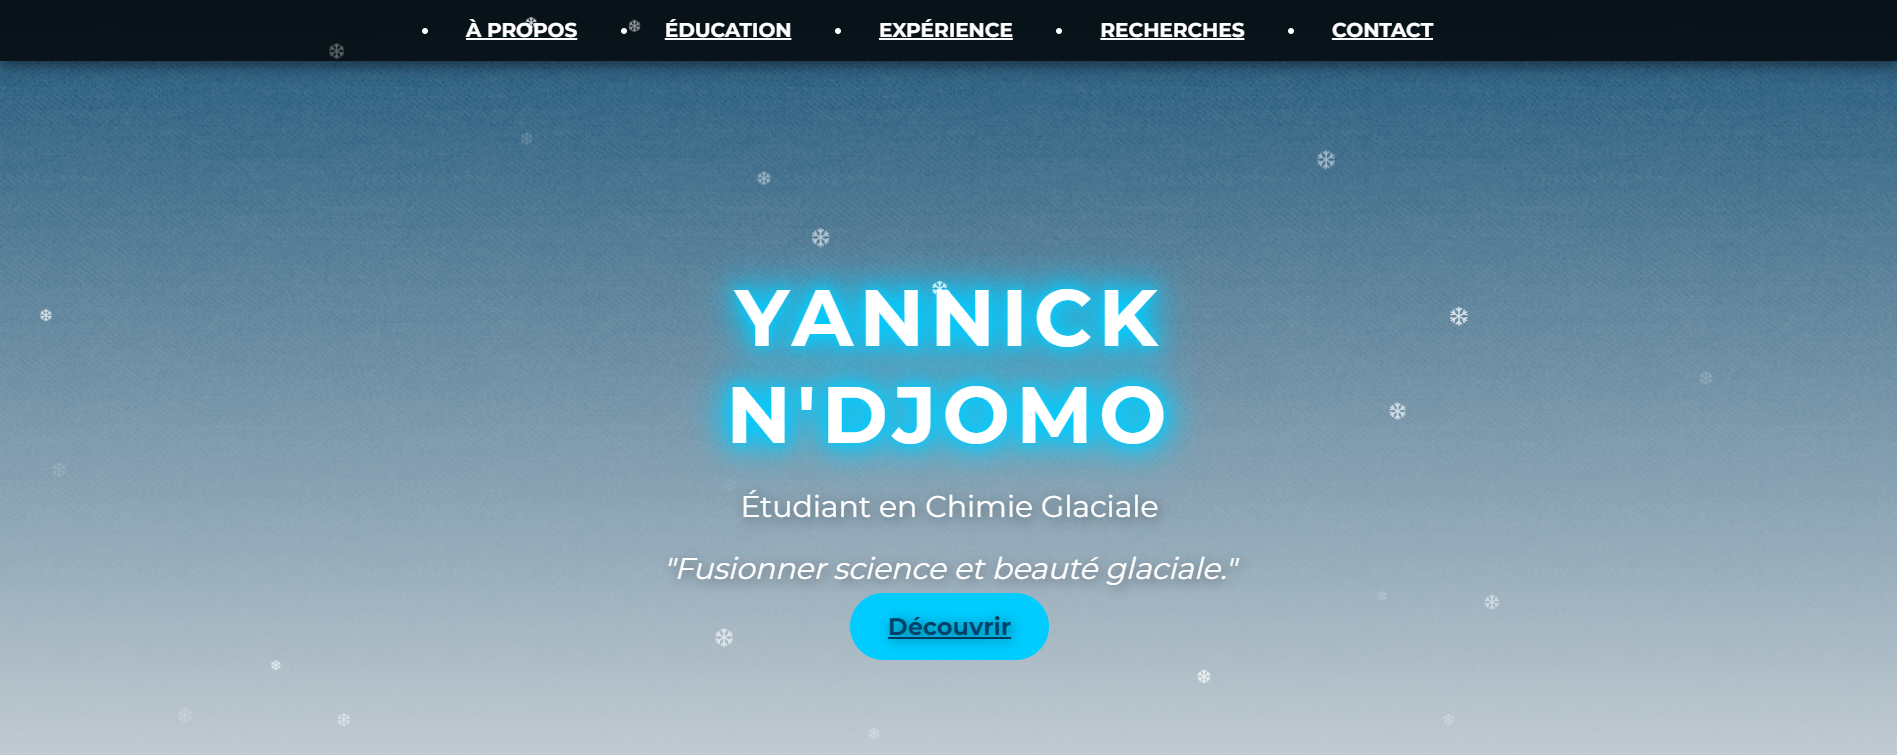 • À PROPOS • ÉDUCATION • EXPÉRIENCE • RECHERCHES • CONTACT
YANNICK
N'DJOMO
Étudiant en Chimie Glaciale
"Fusionner science et beauté glaciale."
Découvrir